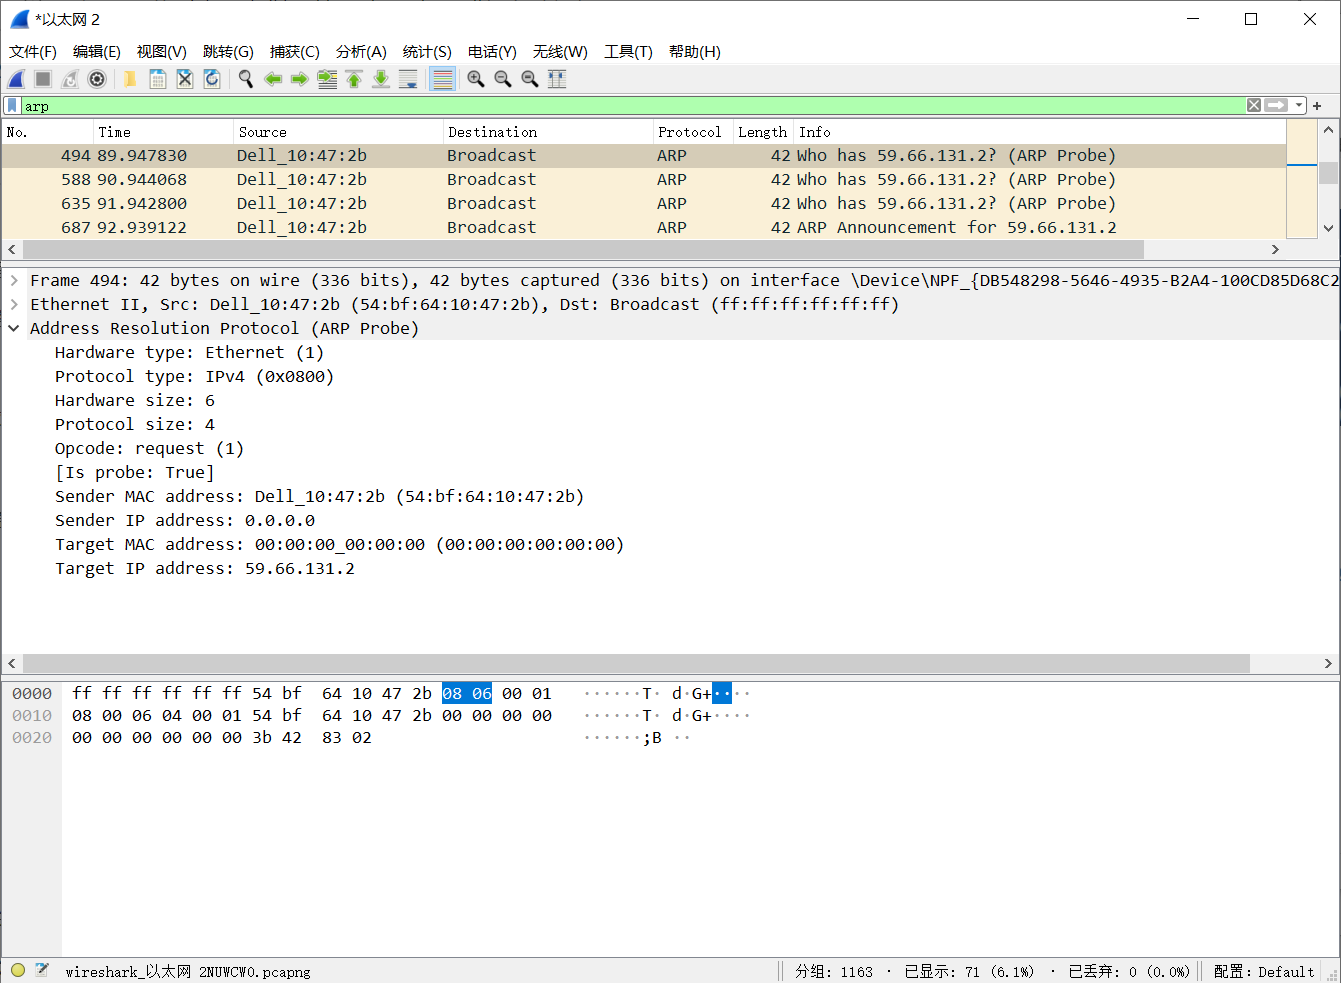 *以太网 2
文件(F) 编辑(E) 视图(V) 跳转(G) 捕获(C) 分析(A) 统计(S) 电话(Y) 无线(W) 工具(T) 帮助(H)
arp +
No. Time Source Destination Protocol Length Info
494 89.947830 Dell_10:47:2b Broadcast ARP 42 Who has 59.66.131.2? (ARP Probe)
588 90.944068 Dell_10:47:2b Broadcast ARP 42 Who has 59.66.131.2? (ARP Probe)
635 91.942800 Dell_10:47:2b Broadcast ARP 42 Who has 59.66.131.2? (ARP Probe)
687 92.939122 Dell_10:47:2b Broadcast ARP 42 ARP Announcement for 59.66.131.2
Frame 494: 42 bytes on wire (336 bits), 42 bytes captured (336 bits) on interface \Device\NPF_{DB548298-5646-4935-B2A4-100CD85D68C2
Ethernet II, Src: Dell_10:47:2b (54:bf:64:10:47:2b), Dst: Broadcast (ff:ff:ff:ff:ff:ff)
Address Resolution Protocol (ARP Probe)
Hardware type: Ethernet (1)
Protocol type: IPv4 (0x0800)
Hardware size: 6
Protocol size: 4
Opcode: request (1)
[Is probe: True]
Sender MAC address: Dell_10:47:2b (54:bf:64:10:47:2b)
Sender IP address: 0.0.0.0
Target MAC address: 00:00:00_00:00:00 (00:00:00:00:00:00)
Target IP address: 59.66.131.2
0000 ff ff ff ff ff ff 54 bf 64 10 47 2b 08 06 00 01 ······T· d·G+····
0010 08 00 06 04 00 01 54 bf 64 10 47 2b 00 00 00 00 ······T· d·G+····
0020 00 00 00 00 00 00 3b 42 83 02 ······;B ··
wireshark_以太网 2NUWCW0.pcapng 分组: 1163 · 已显示: 71 (6.1%) · 已丢弃: 0 (0.0%) 配置: Default